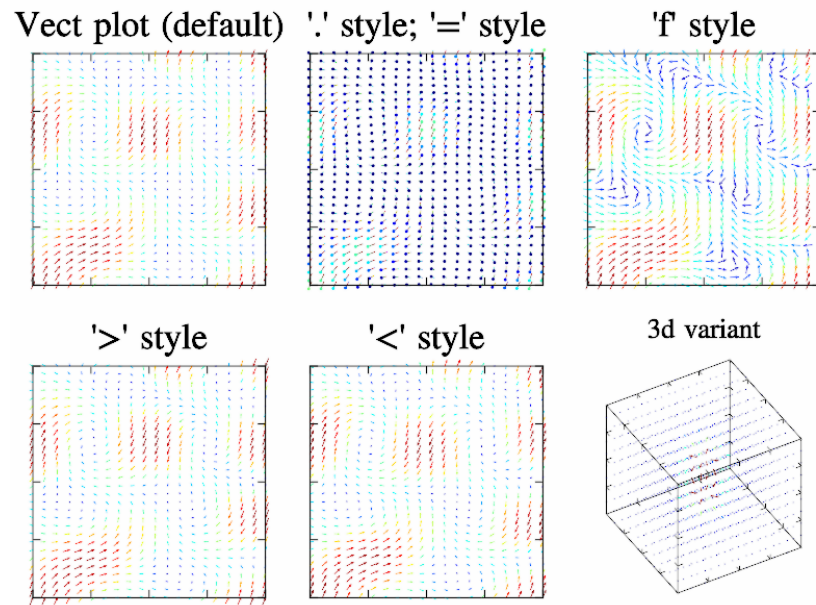 Vect plot (default)
'.' style; '=' style
'f' style
'>' style
'<' style
3d variant